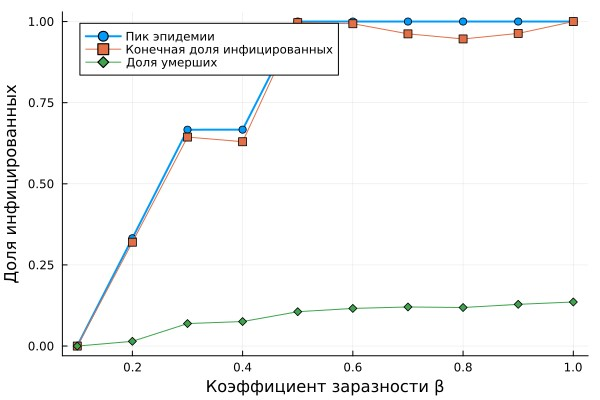 Доля инфицированных
1.00
0.75
0.50
0.25
0.00
Пик эпидемии
Конечная доля инфицированных
Доля умерших
0.2
0.4
0.6
0.8
1.0
Коэффициент заразности β